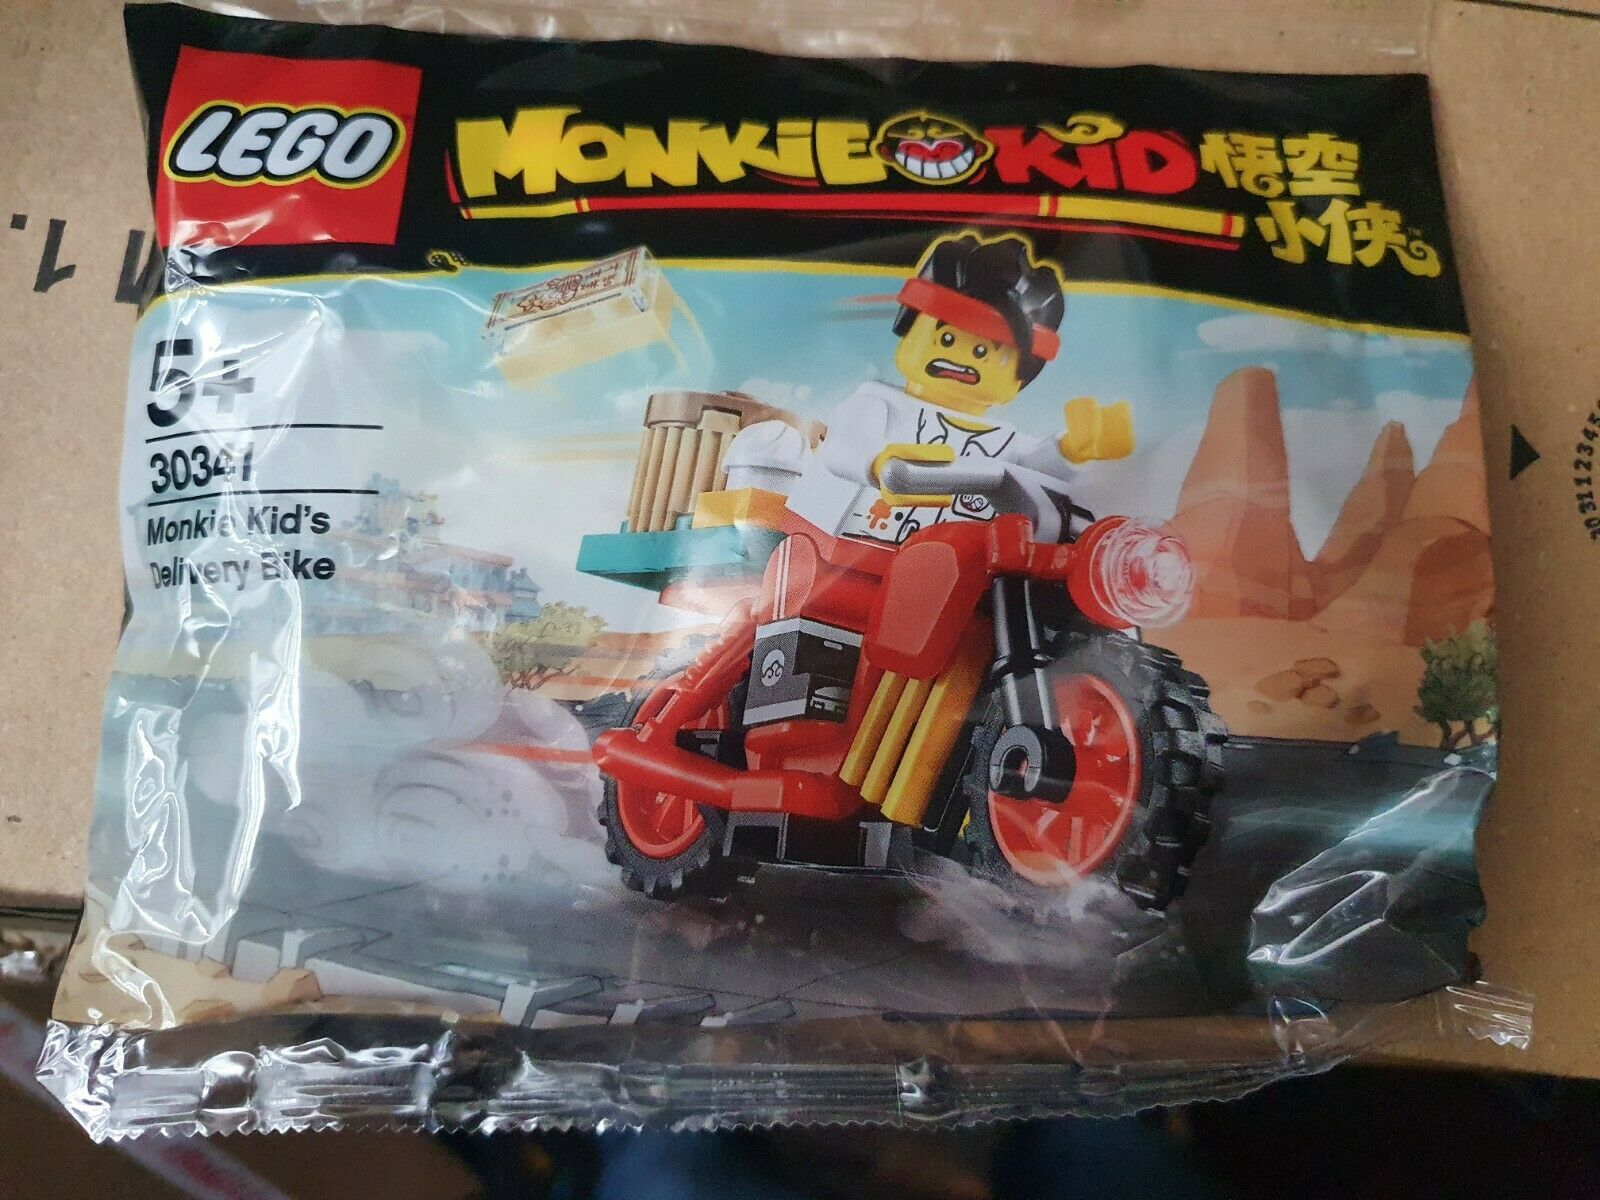 LEGO
MONKIE KID 悟空
小侠
5+
30341
Monkie Kid's
Delivery Bike